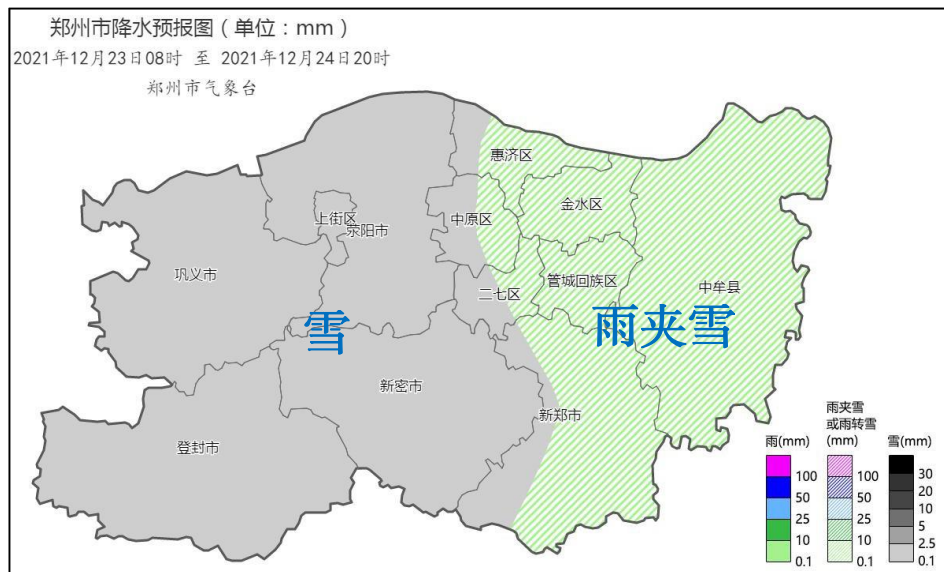 郑州市降水预报图（单位：mm）
2021年12月23日08时 至 2021年12月24日20时
郑州市气象台
惠济区
上街区
荥阳市
中原区
金水区
巩义市
二七区
管城回族区
中牟县
雪
雨夹雪
新密市
新郑市
登封市
雨(mm)
100
50
25
10
0.1
雨夹雪
或雨转雪
(mm)
100
50
25
10
0.1
雪(mm)
30
20
10
5
2.5
0.1